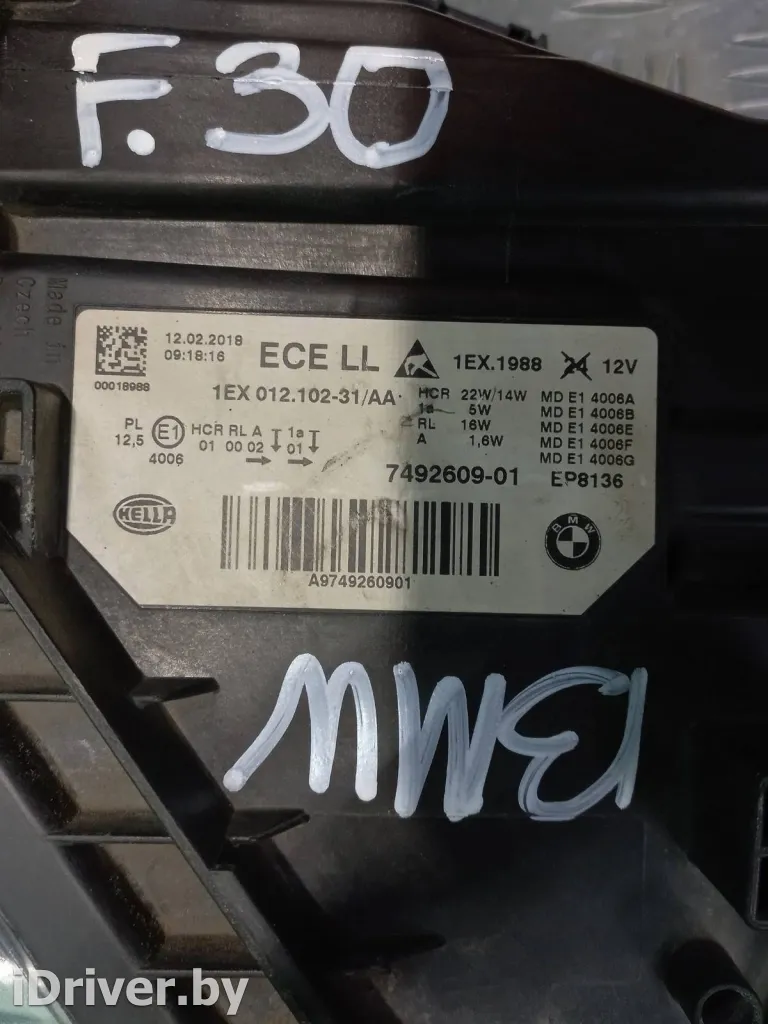 F.30
Made in
Czech
12.02.2018
09:18:16
00018988
ECE LL
1EX.1988
24 12V
1EX 012.102-31/AA
HCR 22W/14W
1a 5W
RL 16W
A 1,6W
MD E1 4006A
MD E1 4006B
MD E1 4006E
MD E1 4006F
MD E1 4006G
PL
12,5
E1
4006
HCR RL A 1a
01 00 02 01
7492609-01 EP8136
HELLA
BMW
A9749260901
BMW
iDriver.by